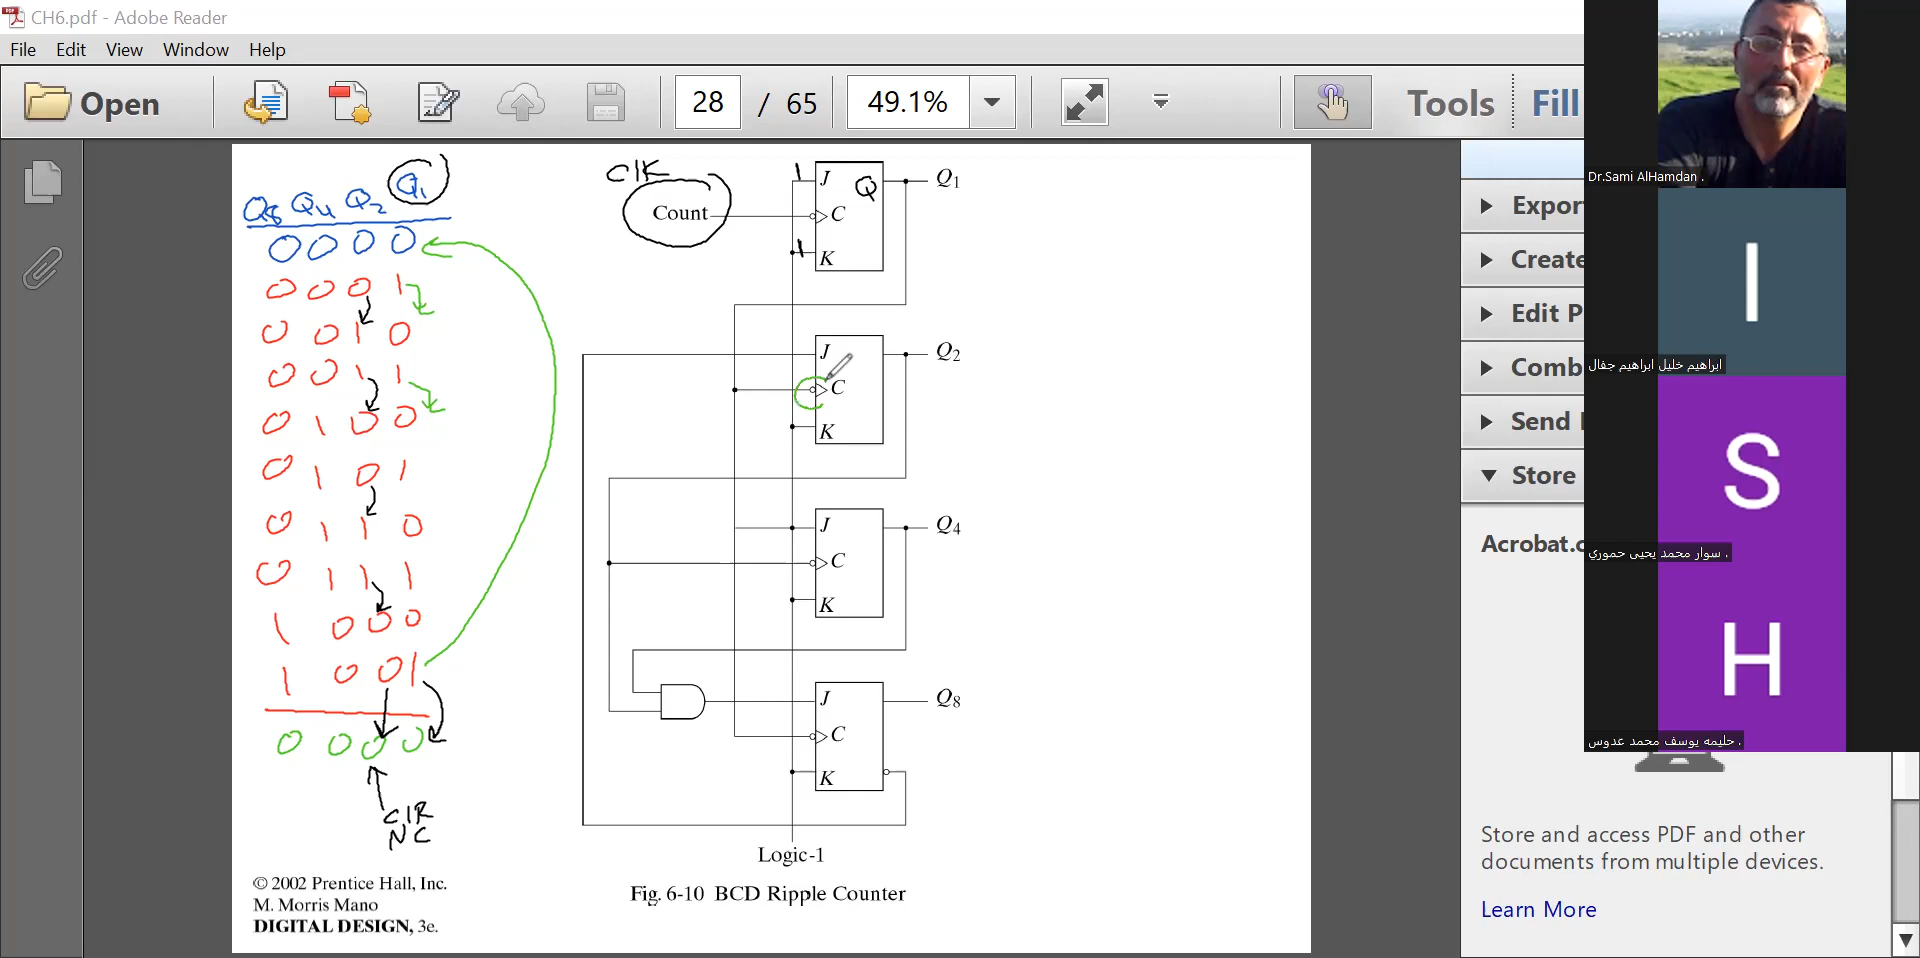 CH6.pdf - Adobe Reader
File Edit View Window Help
Open 28 / 65 49.1% Tools Fill
Q8 Q4 Q2 Q1
0 0 0 0
0 0 0 1
0 0 1 0
0 0 1 1
0 1 0 0
0 1 0 1
0 1 1 0
0 1 1 1
1 0 0 0
1 0 0 1
0 0 0 0
ClR
NC
ClK
Count
1 J Q Q1
C
1 K
J Q2
C
K
J Q4
C
K
J Q8
C
K
Logic-1
Fig. 6-10 BCD Ripple Counter
© 2002 Prentice Hall, Inc.
M. Morris Mano
DIGITAL DESIGN, 3e.
Expor
Create
Edit P
Comb
Send
Store
Acrobat.c
Store and access PDF and other
documents from multiple devices.
Learn More
Dr.Sami AlHamdan .
I
ابراهيم خليل ابراهيم جفال
S
سوار محمد يحيى حموري .
H
حليمه يوسف محمد عدوس .